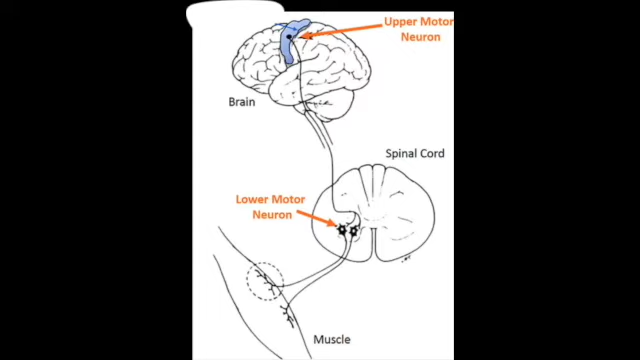 Upper Motor
Neuron
Brain
Spinal Cord
Lower Motor
Neuron
Muscle